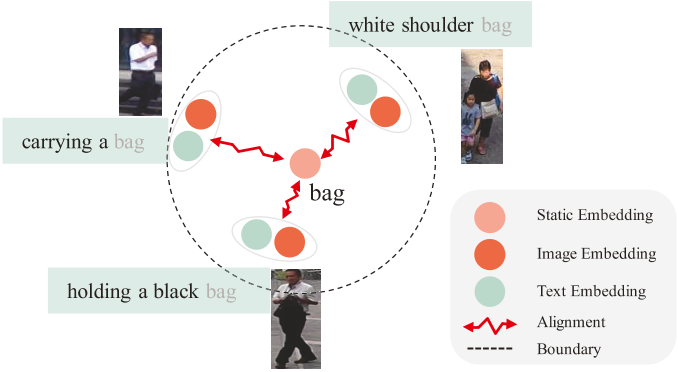 white shoulder bag
carrying a bag
bag
holding a black bag
Static Embedding
Image Embedding
Text Embedding
Alignment
Boundary